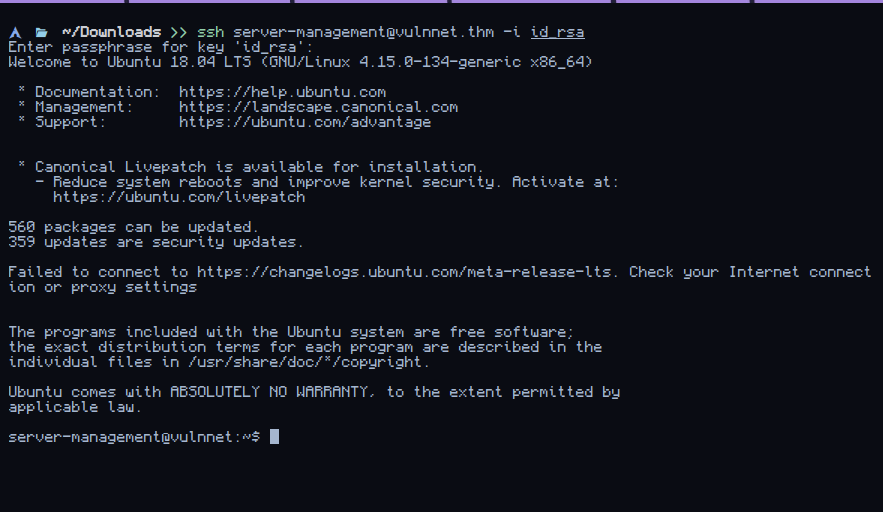 ~/Downloads >> ssh server-management@vulnnet.thm -i id_rsa
Enter passphrase for key 'id_rsa':
Welcome to Ubuntu 18.04 LTS (GNU/Linux 4.15.0-134-generic x86_64)
* Documentation:  https://help.ubuntu.com
* Management:     https://landscape.canonical.com
* Support:        https://ubuntu.com/advantage
* Canonical Livepatch is available for installation.
- Reduce system reboots and improve kernel security. Activate at:
https://ubuntu.com/livepatch
560 packages can be updated.
359 updates are security updates.
Failed to connect to https://changelogs.ubuntu.com/meta-release-lts. Check your Internet connect
ion or proxy settings
The programs included with the Ubuntu system are free software;
the exact distribution terms for each program are described in the
individual files in /usr/share/doc/*/copyright.
Ubuntu comes with ABSOLUTELY NO WARRANTY, to the extent permitted by
applicable law.
server-management@vulnnet:~$